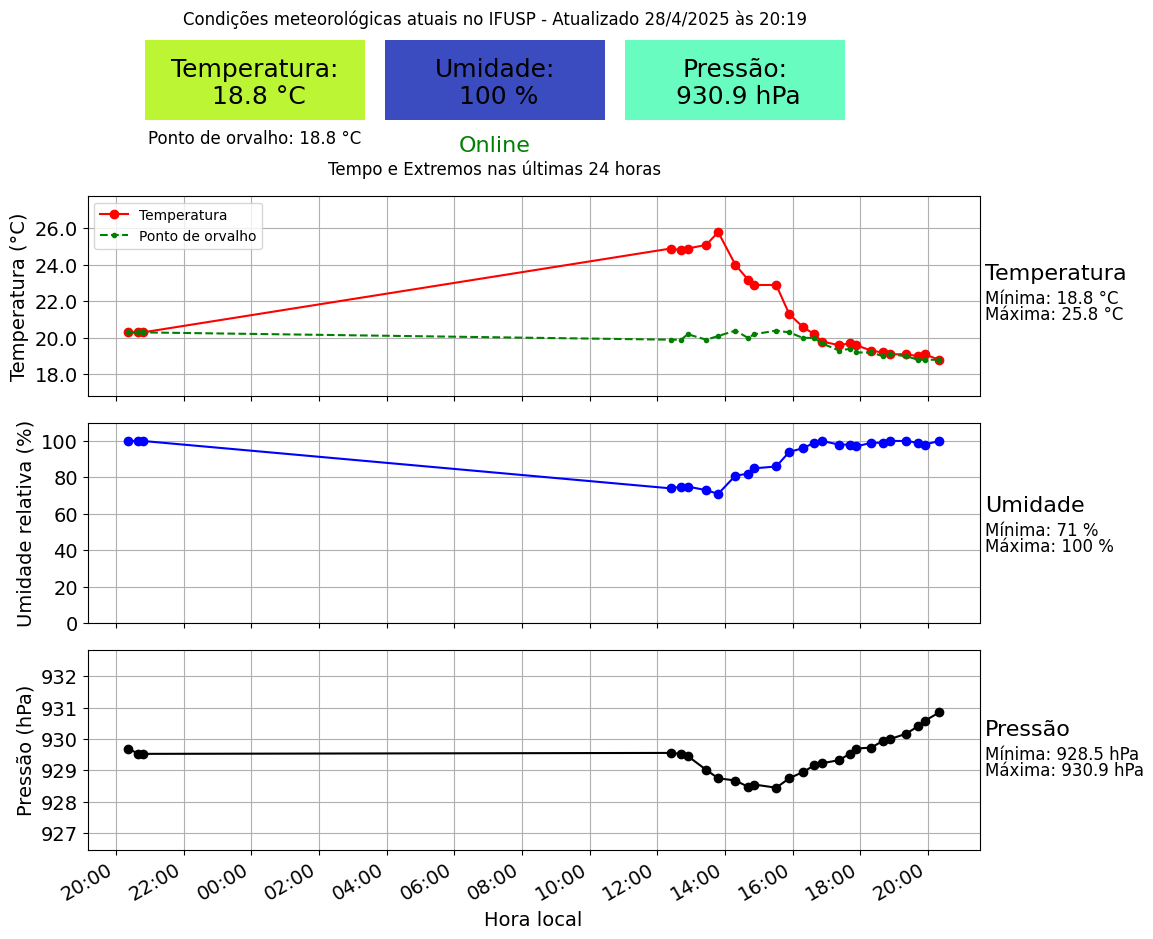 Condições meteorológicas atuais no IFUSP - Atualizado 28/4/2025 às 20:19
Temperatura:
18.8 °C
Umidade:
100 %
Pressão:
930.9 hPa
Ponto de orvalho: 18.8 °C
Online
Tempo e Extremos nas últimas 24 horas
Temperatura (°C)
26.0
24.0
22.0
20.0
18.0
Temperatura
Ponto de orvalho
Temperatura
Mínima: 18.8 °C
Máxima: 25.8 °C
Umidade relativa (%)
100
80
60
40
20
0
Umidade
Mínima: 71 %
Máxima: 100 %
Pressão (hPa)
932
931
930
929
928
927
Pressão
Mínima: 928.5 hPa
Máxima: 930.9 hPa
20:00 22:00 00:00 02:00 04:00 06:00 08:00 10:00 12:00 14:00 16:00 18:00 20:00
Hora local